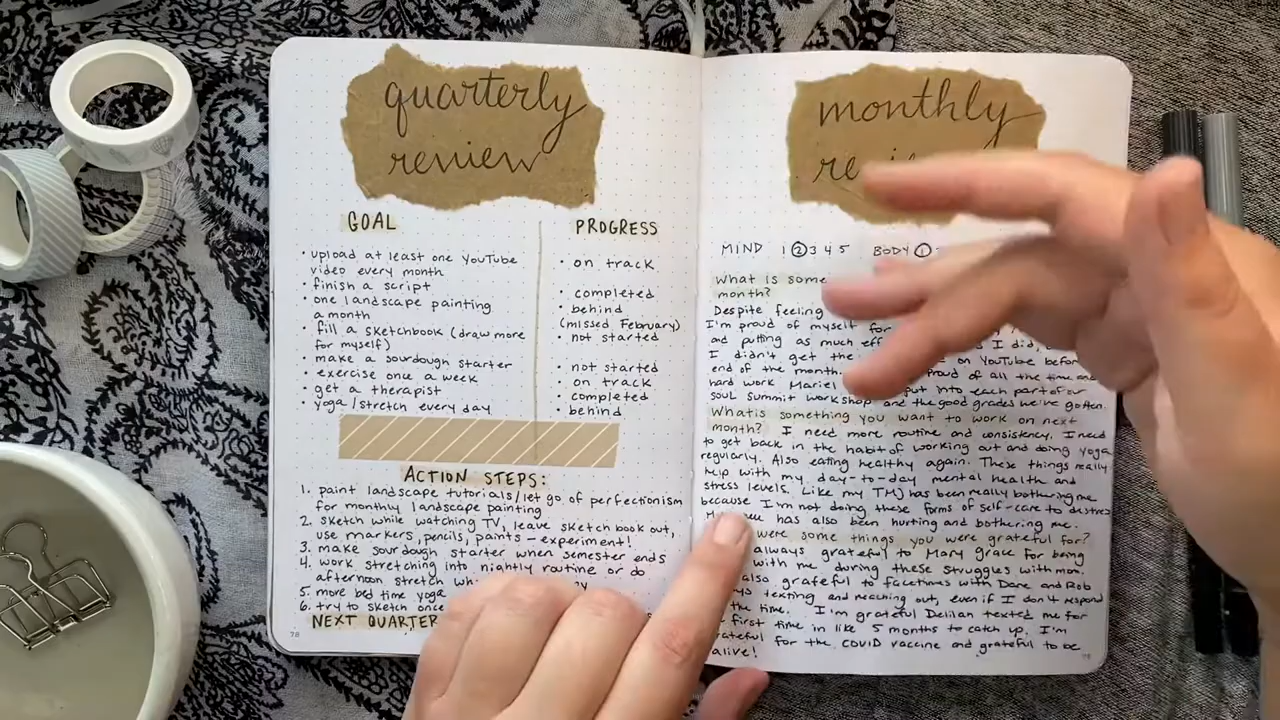 quarterly
review
GOAL
PROGRESS
• upload at least one YouTube
video every month
• on track
• finish a script
• completed
• one landscape painting
a month
• behind
(missed February)
• fill a sketchbook (draw more
for myself)
• not started
• make a sourdough starter
• not started
• exercise once a week
• on track
• get a therapist
• completed
• yoga/stretch every day
• behind
ACTION STEPS:
1. paint landscape tutorials/let go of perfectionism
for monthly landscape painting
2. sketch while watching TV, leave sketchbook out,
use markers, pencils, paints - experiment!
3. make sourdough starter when semester ends
4. work stretching into nightly routine or do
afternoon stretch
5. more bed time yoga
6. try to sketch once
NEXT QUARTER
78
monthly
MIND 1 2 3 4 5 BODY 1
What is some
month?
Despite feeling
I'm proud of myself for
and putting as much I did.
I didn't get the on YouTube before
end of the month. proud of all the time and
hard work Mariel put into each part of our
soul summit workshop and the good grades we've gotten.
What is something you want to work on next
month? I need more routine and consistency. I need
to get back in the habit of working out and doing yoga
regularly. Also eating healthy again. These things really
help with my day-to-day mental health and
stress levels. Like my TMJ has been really bothering me
because I'm not doing these forms of self-care to distress
has also been hurting and bothering me.
were some things you were grateful for?
always grateful to Mary Grace for being
with me during these struggles with mom.
also grateful to facetimes with Dane and Rob
texting and reaching out, even if I don't respond
the time. I'm grateful Delilan texted me for
first time in like 5 months to catch up. I'm
for the COVID vaccine and grateful to be
alive!